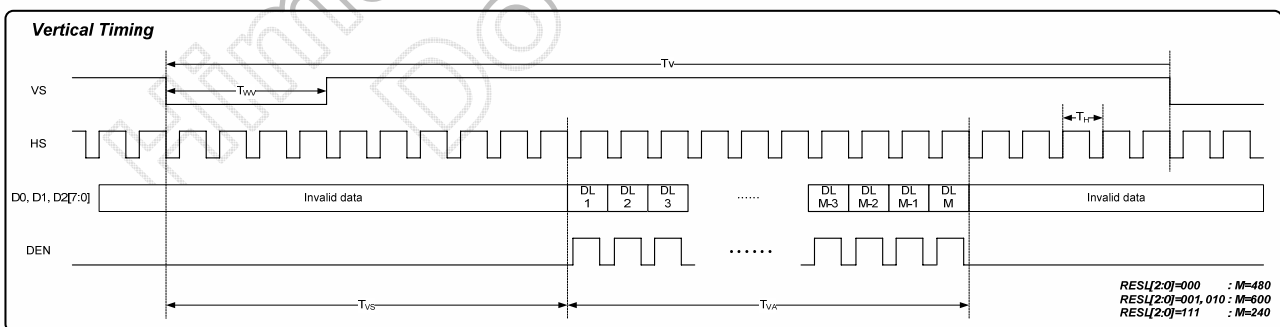 Vertical Timing
Tv
VS
TWV
TH
HS
D0, D1, D2[7:0]
Invalid data
DL 1
DL 2
DL 3
......
DL M-3
DL M-2
DL M-1
DL M
Invalid data
DEN
......
TVS
TVA
RESL[2:0]=000 : M=480
RESL[2:0]=001, 010 : M=600
RESL[2:0]=111 : M=240